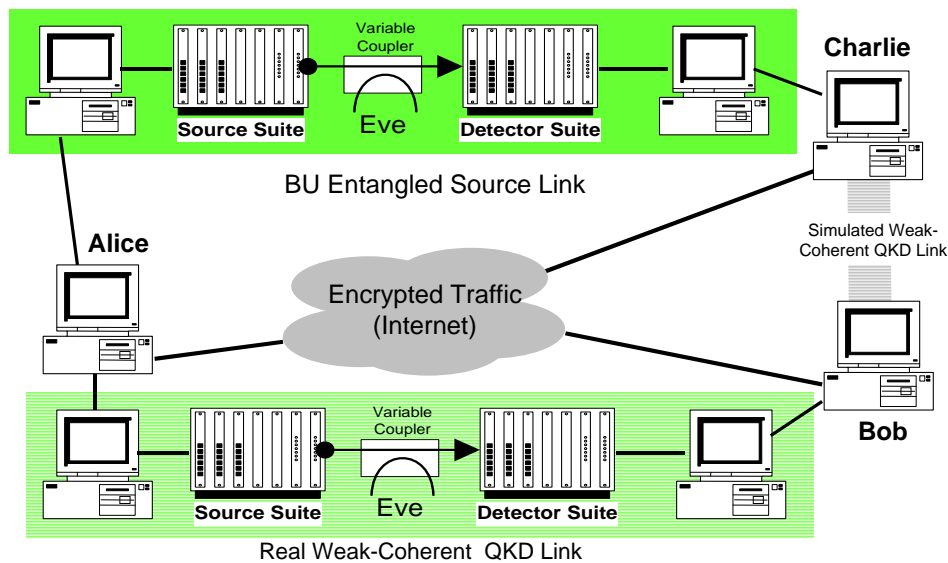 Variable
Coupler
Charlie
Eve
Source Suite
Detector Suite
BU Entangled Source Link
Alice
Simulated Weak-
Coherent QKD Link
Encrypted Traffic
(Internet)
Variable
Coupler
Bob
Eve
Source Suite
Detector Suite
Real Weak-Coherent QKD Link